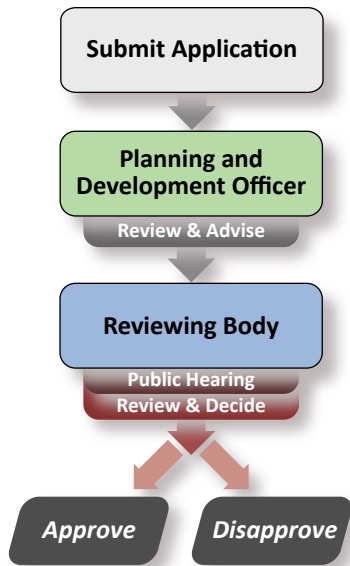 Submit Application
Planning and
Development Officer
Review & Advise
Reviewing Body
Public Hearing
Review & Decide
Approve
Disapprove